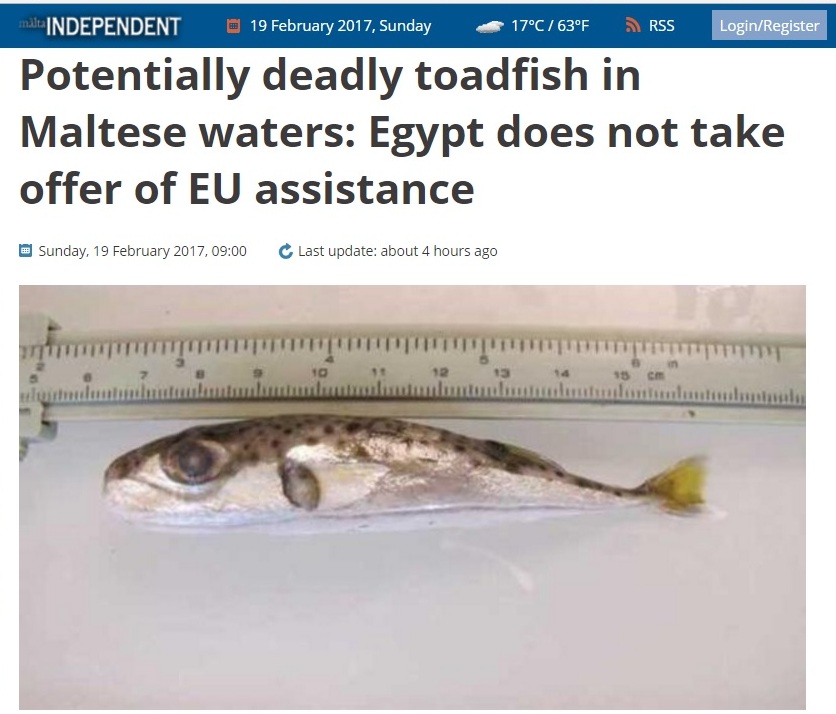 malta INDEPENDENT 19 February 2017, Sunday 17°C / 63°F RSS Login/Register
Potentially deadly toadfish in
Maltese waters: Egypt does not take
offer of EU assistance
Sunday, 19 February 2017, 09:00 Last update: about 4 hours ago
2 3 4 5 6 in
5 6 7 8 9 10 11 12 13 14 15 cm